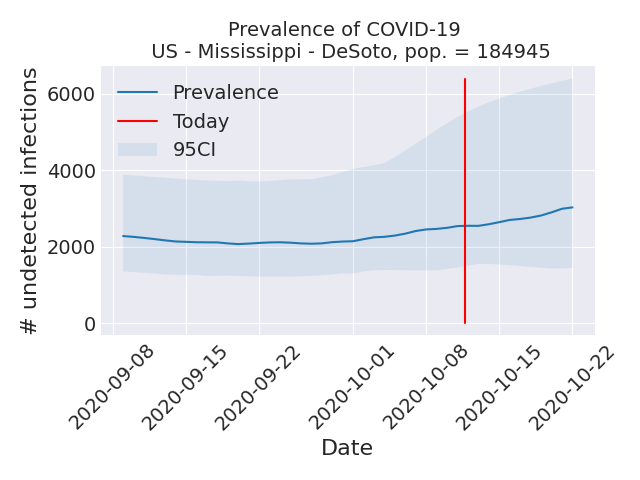 Prevalence of COVID-19
US - Mississippi - DeSoto, pop. = 184945
# undetected infections
6000
4000
2000
0
Prevalence
Today
95CI
2020-09-08
2020-09-15
2020-09-22
2020-10-01
2020-10-08
2020-10-15
2020-10-22
Date